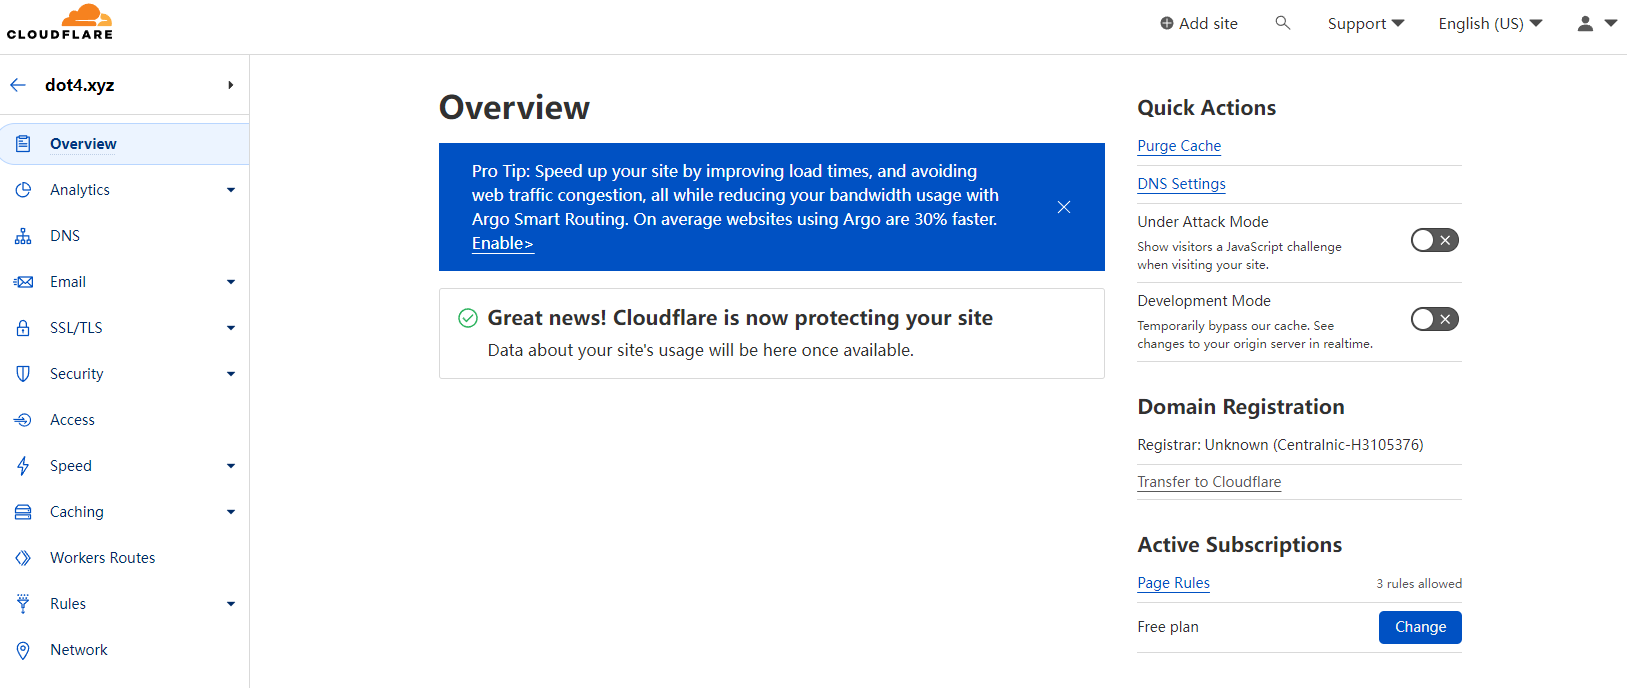 CLOUDFLARE
Add site
Support
English (US)
dot4.xyz
Overview
Analytics
DNS
Email
SSL/TLS
Security
Access
Speed
Caching
Workers Routes
Rules
Network
Overview
Pro Tip: Speed up your site by improving load times, and avoiding
web traffic congestion, all while reducing your bandwidth usage with
Argo Smart Routing. On average websites using Argo are 30% faster.
Enable>
Great news! Cloudflare is now protecting your site
Data about your site's usage will be here once available.
Quick Actions
Purge Cache
DNS Settings
Under Attack Mode
Show visitors a JavaScript challenge
when visiting your site.
Development Mode
Temporarily bypass our cache. See
changes to your origin server in realtime.
Domain Registration
Registrar: Unknown (Centralnic-H3105376)
Transfer to Cloudflare
Active Subscriptions
Page Rules 3 rules allowed
Free plan Change